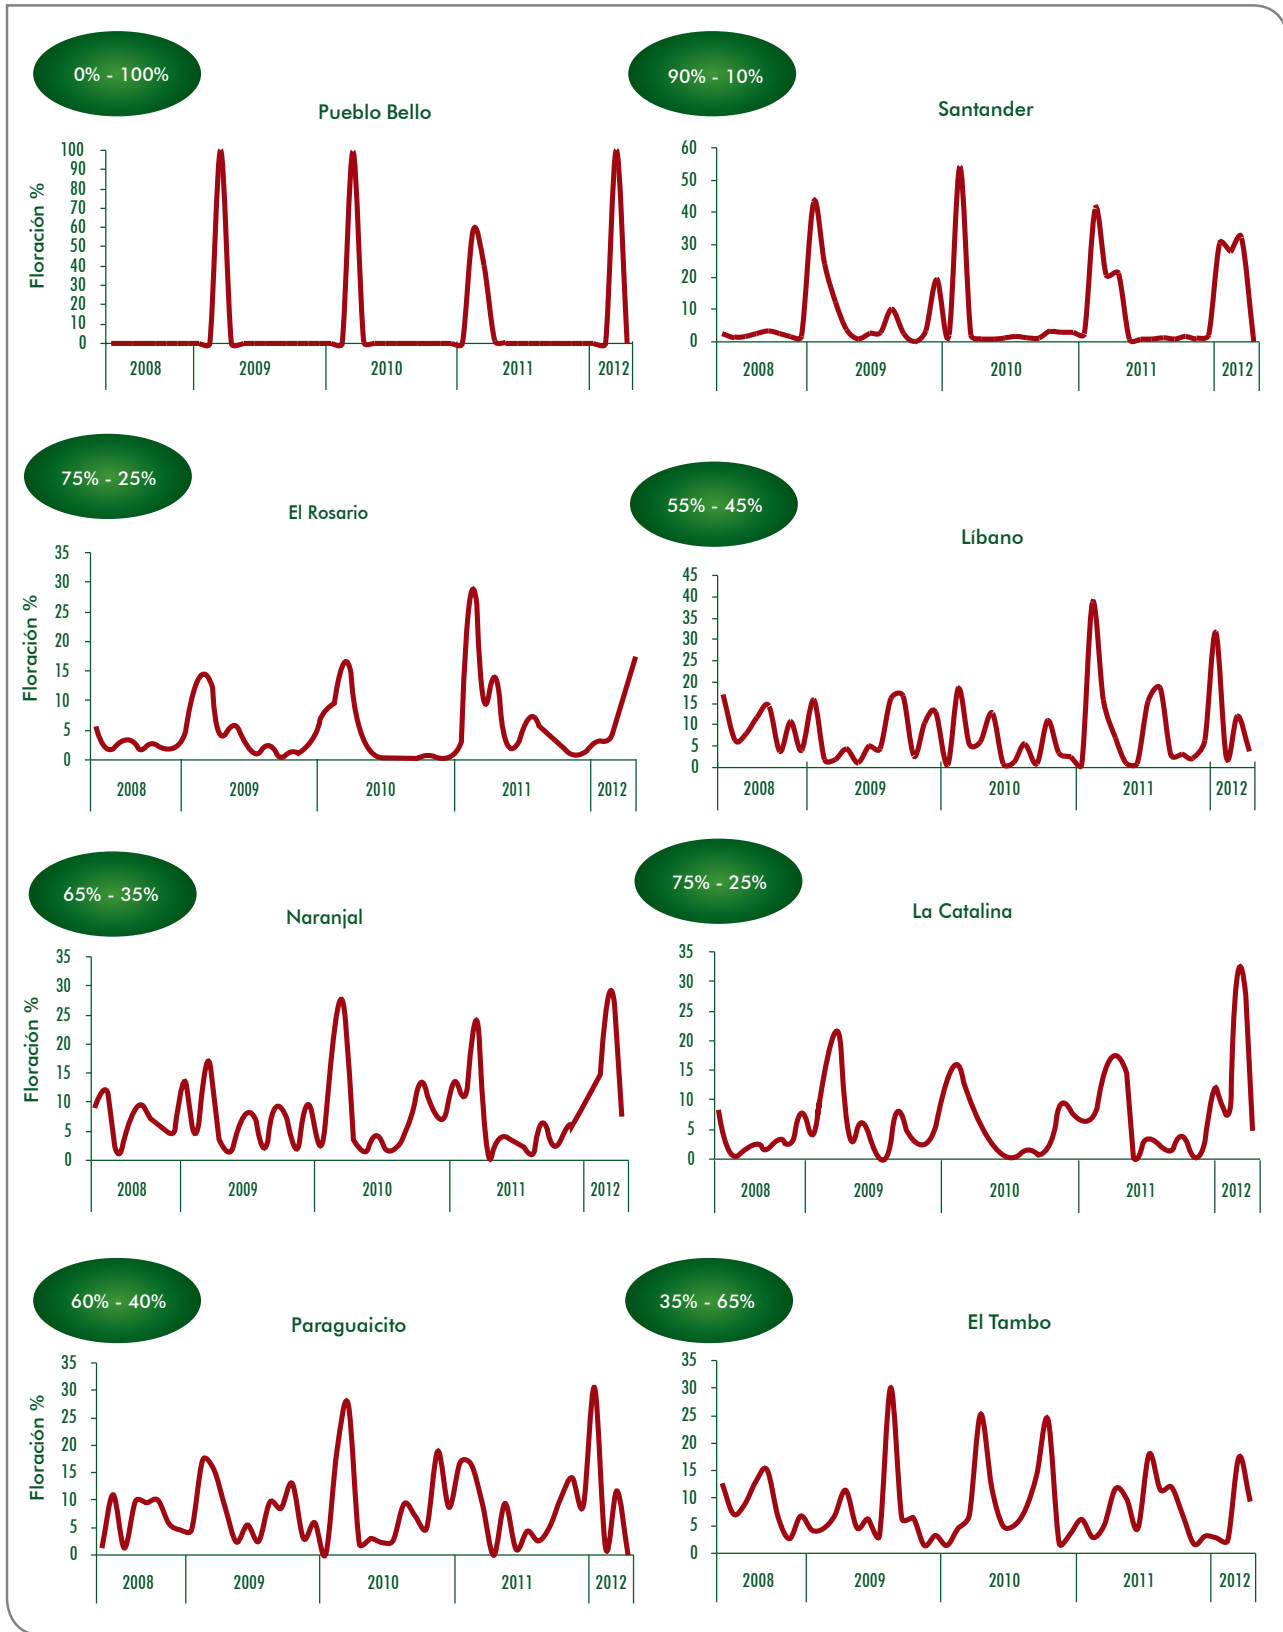 0% - 100%
Pueblo Bello
Floración %
100
90
80
70
60
50
40
30
20
10
0
2008 2009 2010 2011 2012
90% - 10%
Santander
60
50
40
30
20
10
0
2008 2009 2010 2011 2012
75% - 25%
El Rosario
Floración %
35
30
25
20
15
10
5
0
2008 2009 2010 2011 2012
55% - 45%
Líbano
45
40
35
30
25
20
15
10
5
0
2008 2009 2010 2011 2012
65% - 35%
Naranjal
Floración %
35
30
25
20
15
10
5
0
2008 2009 2010 2011 2012
75% - 25%
La Catalina
35
30
25
20
15
10
5
0
2008 2009 2010 2011 2012
60% - 40%
Paraguaicito
Floración %
35
30
25
20
15
10
5
0
2008 2009 2010 2011 2012
35% - 65%
El Tambo
35
30
25
20
15
10
5
0
2008 2009 2010 2011 2012